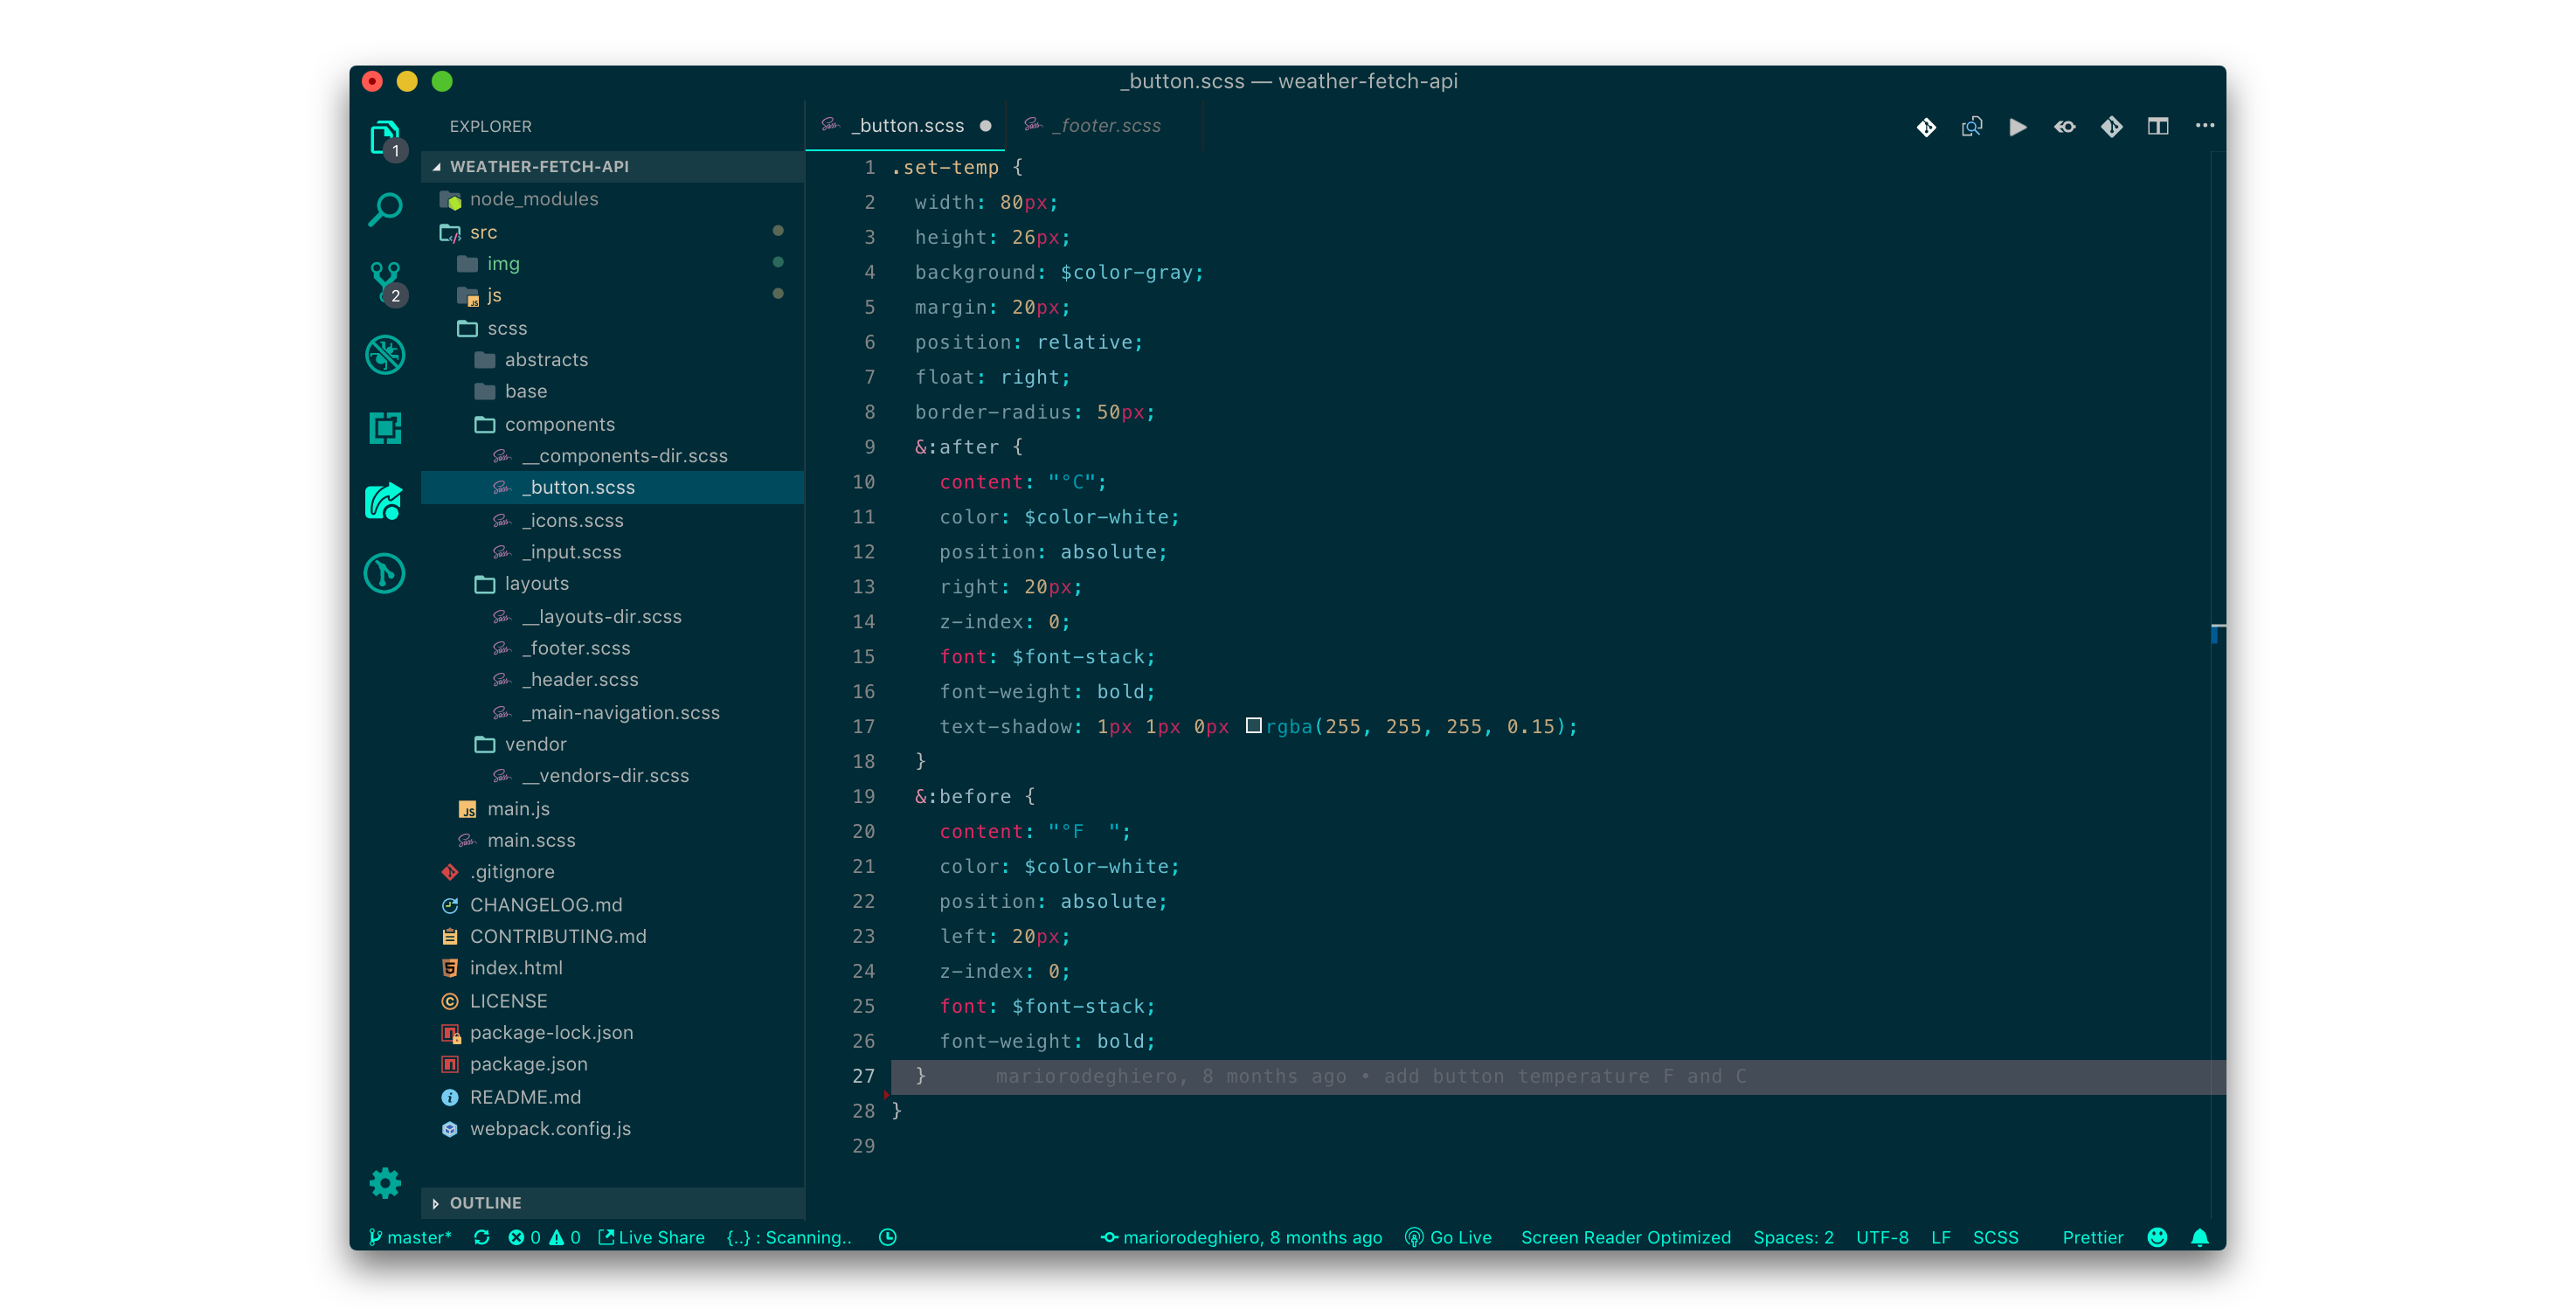 _button.scss — weather-fetch-api
1
2
EXPLORER
WEATHER-FETCH-API
node_modules
src
img
js
scss
abstracts
base
components
__components-dir.scss
_button.scss
_icons.scss
_input.scss
layouts
__layouts-dir.scss
_footer.scss
_header.scss
_main-navigation.scss
vendor
__vendors-dir.scss
main.js
main.scss
.gitignore
CHANGELOG.md
CONTRIBUTING.md
index.html
LICENSE
package-lock.json
package.json
README.md
webpack.config.js
OUTLINE
_button.scss _footer.scss
1 .set-temp {
2 width: 80px;
3 height: 26px;
4 background: $color-gray;
5 margin: 20px;
6 position: relative;
7 float: right;
8 border-radius: 50px;
9 &:after {
10 content: "°C";
11 color: $color-white;
12 position: absolute;
13 right: 20px;
14 z-index: 0;
15 font: $font-stack;
16 font-weight: bold;
17 text-shadow: 1px 1px 0px rgba(255, 255, 255, 0.15);
18 }
19 &:before {
20 content: "°F  ";
21 color: $color-white;
22 position: absolute;
23 left: 20px;
24 z-index: 0;
25 font: $font-stack;
26 font-weight: bold;
27 } mariorodeghiero, 8 months ago • add button temperature F and C
28 }
29
master* 0 0 Live Share {..} : Scanning.. mariorodeghiero, 8 months ago Go Live Screen Reader Optimized Spaces: 2 UTF-8 LF SCSS Prettier